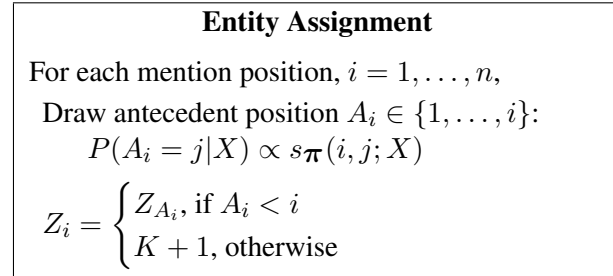 Entity Assignment
For each mention position, i = 1, . . . , n,
Draw antecedent position A_i ∈ {1, . . . , i}:
P(A_i = j|X) ∝ s_π(i, j; X)
Z_i = { Z_{A_i}, if A_i < i
K + 1, otherwise